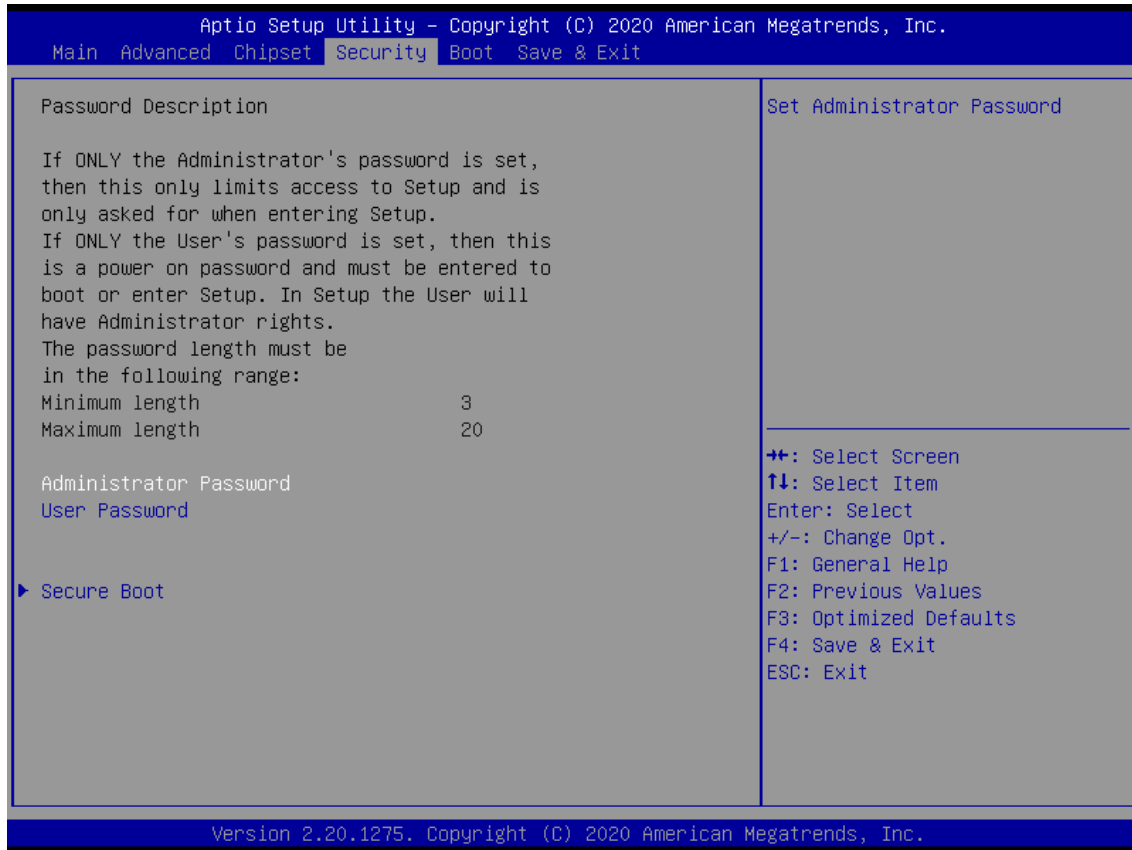 Aptio Setup Utility – Copyright (C) 2020 American Megatrends, Inc.
Main Advanced Chipset Security Boot Save & Exit
Password Description
If ONLY the Administrator's password is set,
then this only limits access to Setup and is
only asked for when entering Setup.
If ONLY the User's password is set, then this
is a power on password and must be entered to
boot or enter Setup. In Setup the User will
have Administrator rights.
The password length must be
in the following range:
Minimum length 3
Maximum length 20
Administrator Password
User Password
▶ Secure Boot
Set Administrator Password
→←: Select Screen
↑↓: Select Item
Enter: Select
+/-: Change Opt.
F1: General Help
F2: Previous Values
F3: Optimized Defaults
F4: Save & Exit
ESC: Exit
Version 2.20.1275. Copyright (C) 2020 American Megatrends, Inc.